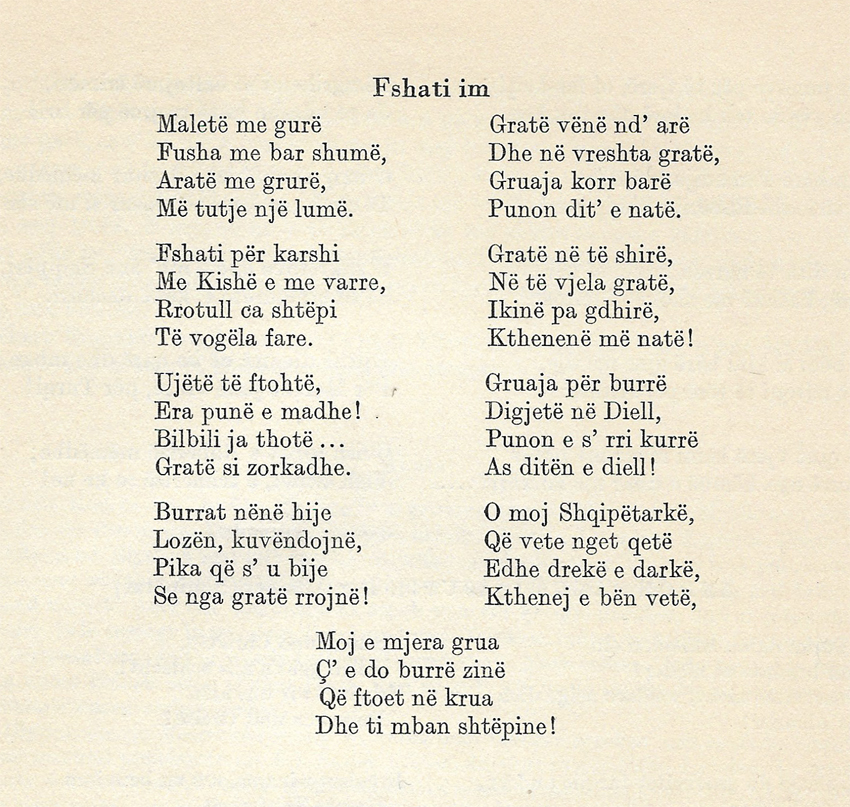 Fshati im
Maletë me gurë
Fusha me bar shumë,
Aratë me grurë,
Më tutje një lumë.
Fshati për karshi
Me Kishë e me varre,
Rrotull ca shtëpi
Të vogëla fare.
Ujëtë të ftohtë,
Era punë e madhe!
Bilbili ja thotë ...
Gratë si zorkadhe.
Burrat nënë hije
Lozën, kuvëndojnë,
Pika që s' u bije
Se nga gratë rrojnë!
Gratë vënë nd' arë
Dhe në vreshta gratë,
Gruaja korr barë
Punon dit' e natë.
Gratë në të shirë,
Në të vjela gratë,
Ikinë pa gdhirë,
Kthenenë më natë!
Gruaja për burrë
Digjetë në Diell,
Punon e s' rri kurrë
As ditën e diell!
O moj Shqipëtarkë,
Që vete nget qetë
Edhe drekë e darkë,
Kthenej e bën vetë,
Moj e mjera grua
Ç' e do burrë zinë
Që ftoet në krua
Dhe ti mban shtëpine!